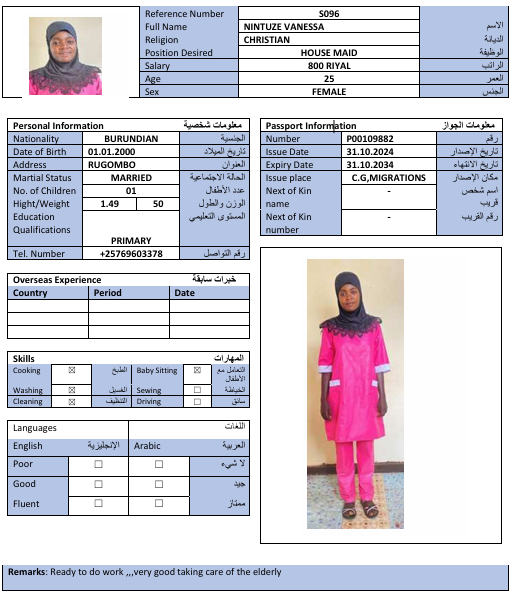 Reference Number S096
Full Name NINTUZE VANESSA الاسم
Religion CHRISTIAN الديانة
Position Desired HOUSE MAID الوظيفة
Salary 800 RIYAL الراتب
Age 25 العمر
Sex FEMALE الجنس
Personal Information معلومات شخصية
Nationality BURUNDIAN الجنسية
Date of Birth 01.01.2000 تاريخ الميلاد
Address RUGOMBO العنوان
Martial Status MARRIED الحالة الاجتماعية
No. of Children 01 عدد الأطفال
Hight/Weight 1.49 50 الوزن والطول
Education المستوى التعليمي
Qualifications
PRIMARY
Tel. Number +25769603378 رقم التواصل
Passport Information معلومات الجواز
Number P00109882 رقم
Issue Date 31.10.2024 تاريخ الإصدار
Expiry Date 31.10.2034 تاريخ الانتهاء
Issue place C.G,MIGRATIONS مكان الإصدار
Next of Kin - اسم شخص
name قريب
Next of Kin - رقم القريب
number
Overseas Experience خبرات سابقة
Country Period Date
Skills المهارات
Cooking ☒ الطبخ Baby Sitting ☒ التعامل مع
الأطفال
Washing ☒ الغسيل Sewing ☐ الخياطة
Cleaning ☒ التنظيف Driving ☐ سائق
Languages اللغات
English الإنجليزية Arabic العربية
Poor ☐ ☐ لا شيء
Good ☐ ☐ جيد
Fluent ☐ ☐ ممتاز
Remarks: Ready to do work ,,,very good taking care of the elderly